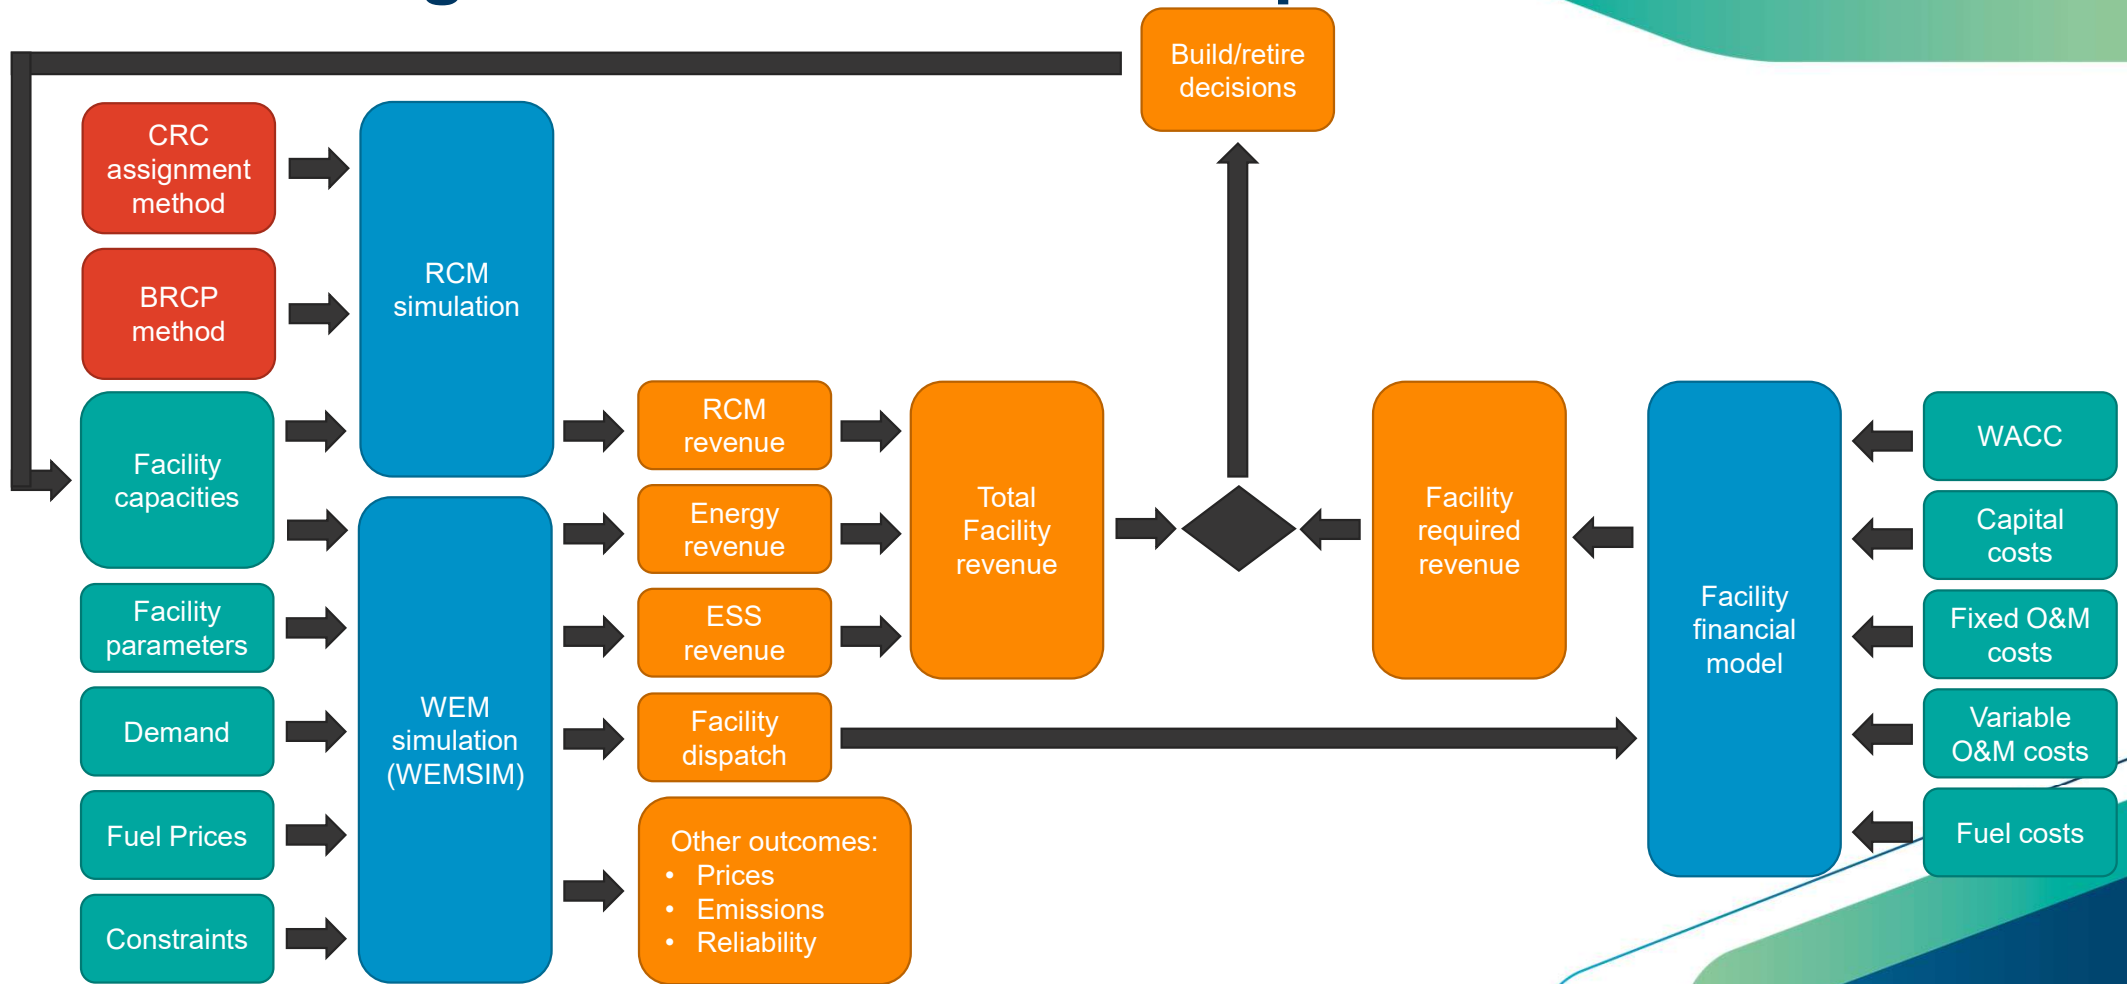 Build/retire
decisions
CRC
assignment
method
BRCP
method
RCM
simulation
Facility
capacities
Facility
parameters
Demand
Fuel Prices
Constraints
WEM
simulation
(WEMSIM)
RCM
revenue
Energy
revenue
ESS
revenue
Facility
dispatch
Other outcomes:
• Prices
• Emissions
• Reliability
Total
Facility
revenue
Facility
required
revenue
Facility
financial
model
WACC
Capital
costs
Fixed O&M
costs
Variable
O&M costs
Fuel costs